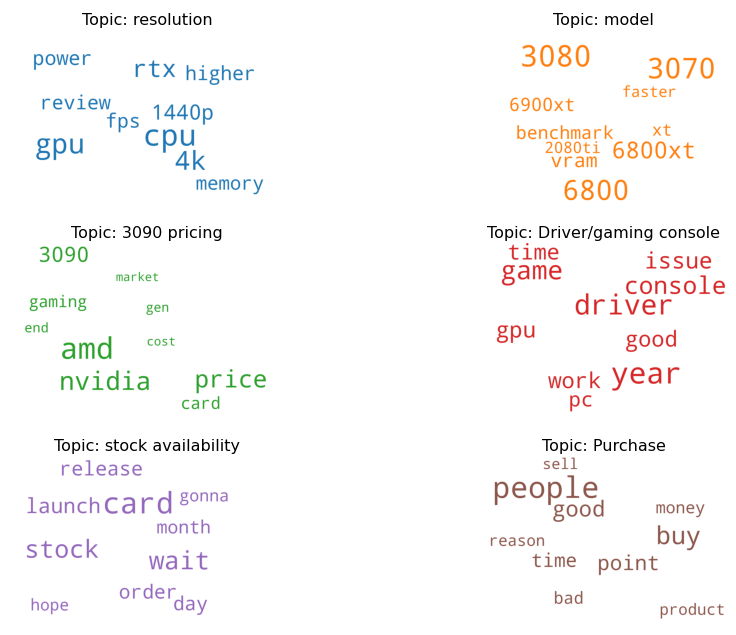 Topic: resolution
power
rtx higher
review
1440p
fps
cpu
gpu
4k
memory
Topic: model
3080
3070
faster
6900xt
benchmark xt
2080ti
6800xt
vram
6800
Topic: 3090 pricing
3090
market
gaming
gen
end
cost
amd
nvidia price
card
Topic: Driver/gaming console
time
issue
game
console
driver
gpu
good
year
work
pc
Topic: stock availability
release
gonna
launch card
month
stock
wait
order
day
hope
Topic: Purchase
sell
people
good
money
buy
reason
time point
bad
product